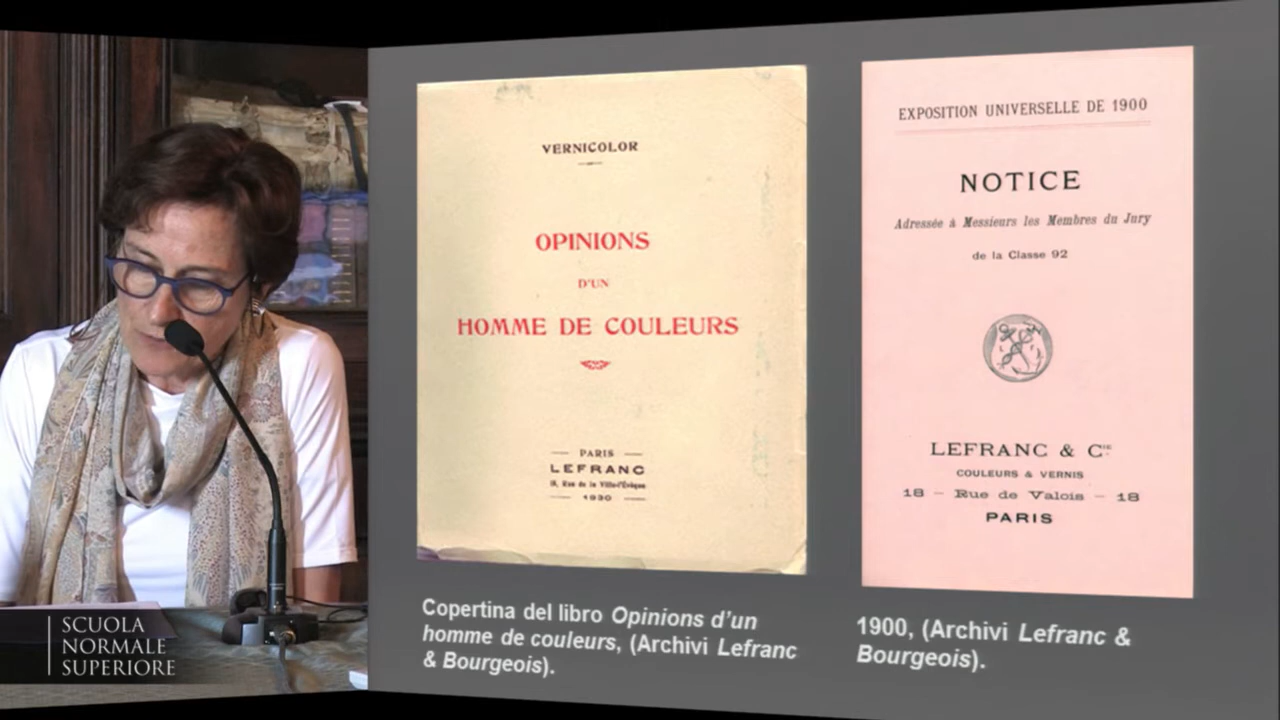 VERNICOLOR
OPINIONS
D'UN
HOMME DE COULEURS
PARIS
LEFRANC
18, Rue de la Ville-l'Évêque
1930
EXPOSITION UNIVERSELLE DE 1900
NOTICE
Adressée à Messieurs les Membres du Jury
de la Classe 92
LEFRANC & Cie
COULEURS & VERNIS
18 – Rue de Valois – 18
PARIS
Copertina del libro Opinions d'un
homme de couleurs, (Archivi Lefranc
& Bourgeois).
1900, (Archivi Lefranc &
Bourgeois).
SCUOLA
NORMALE
SUPERIORE